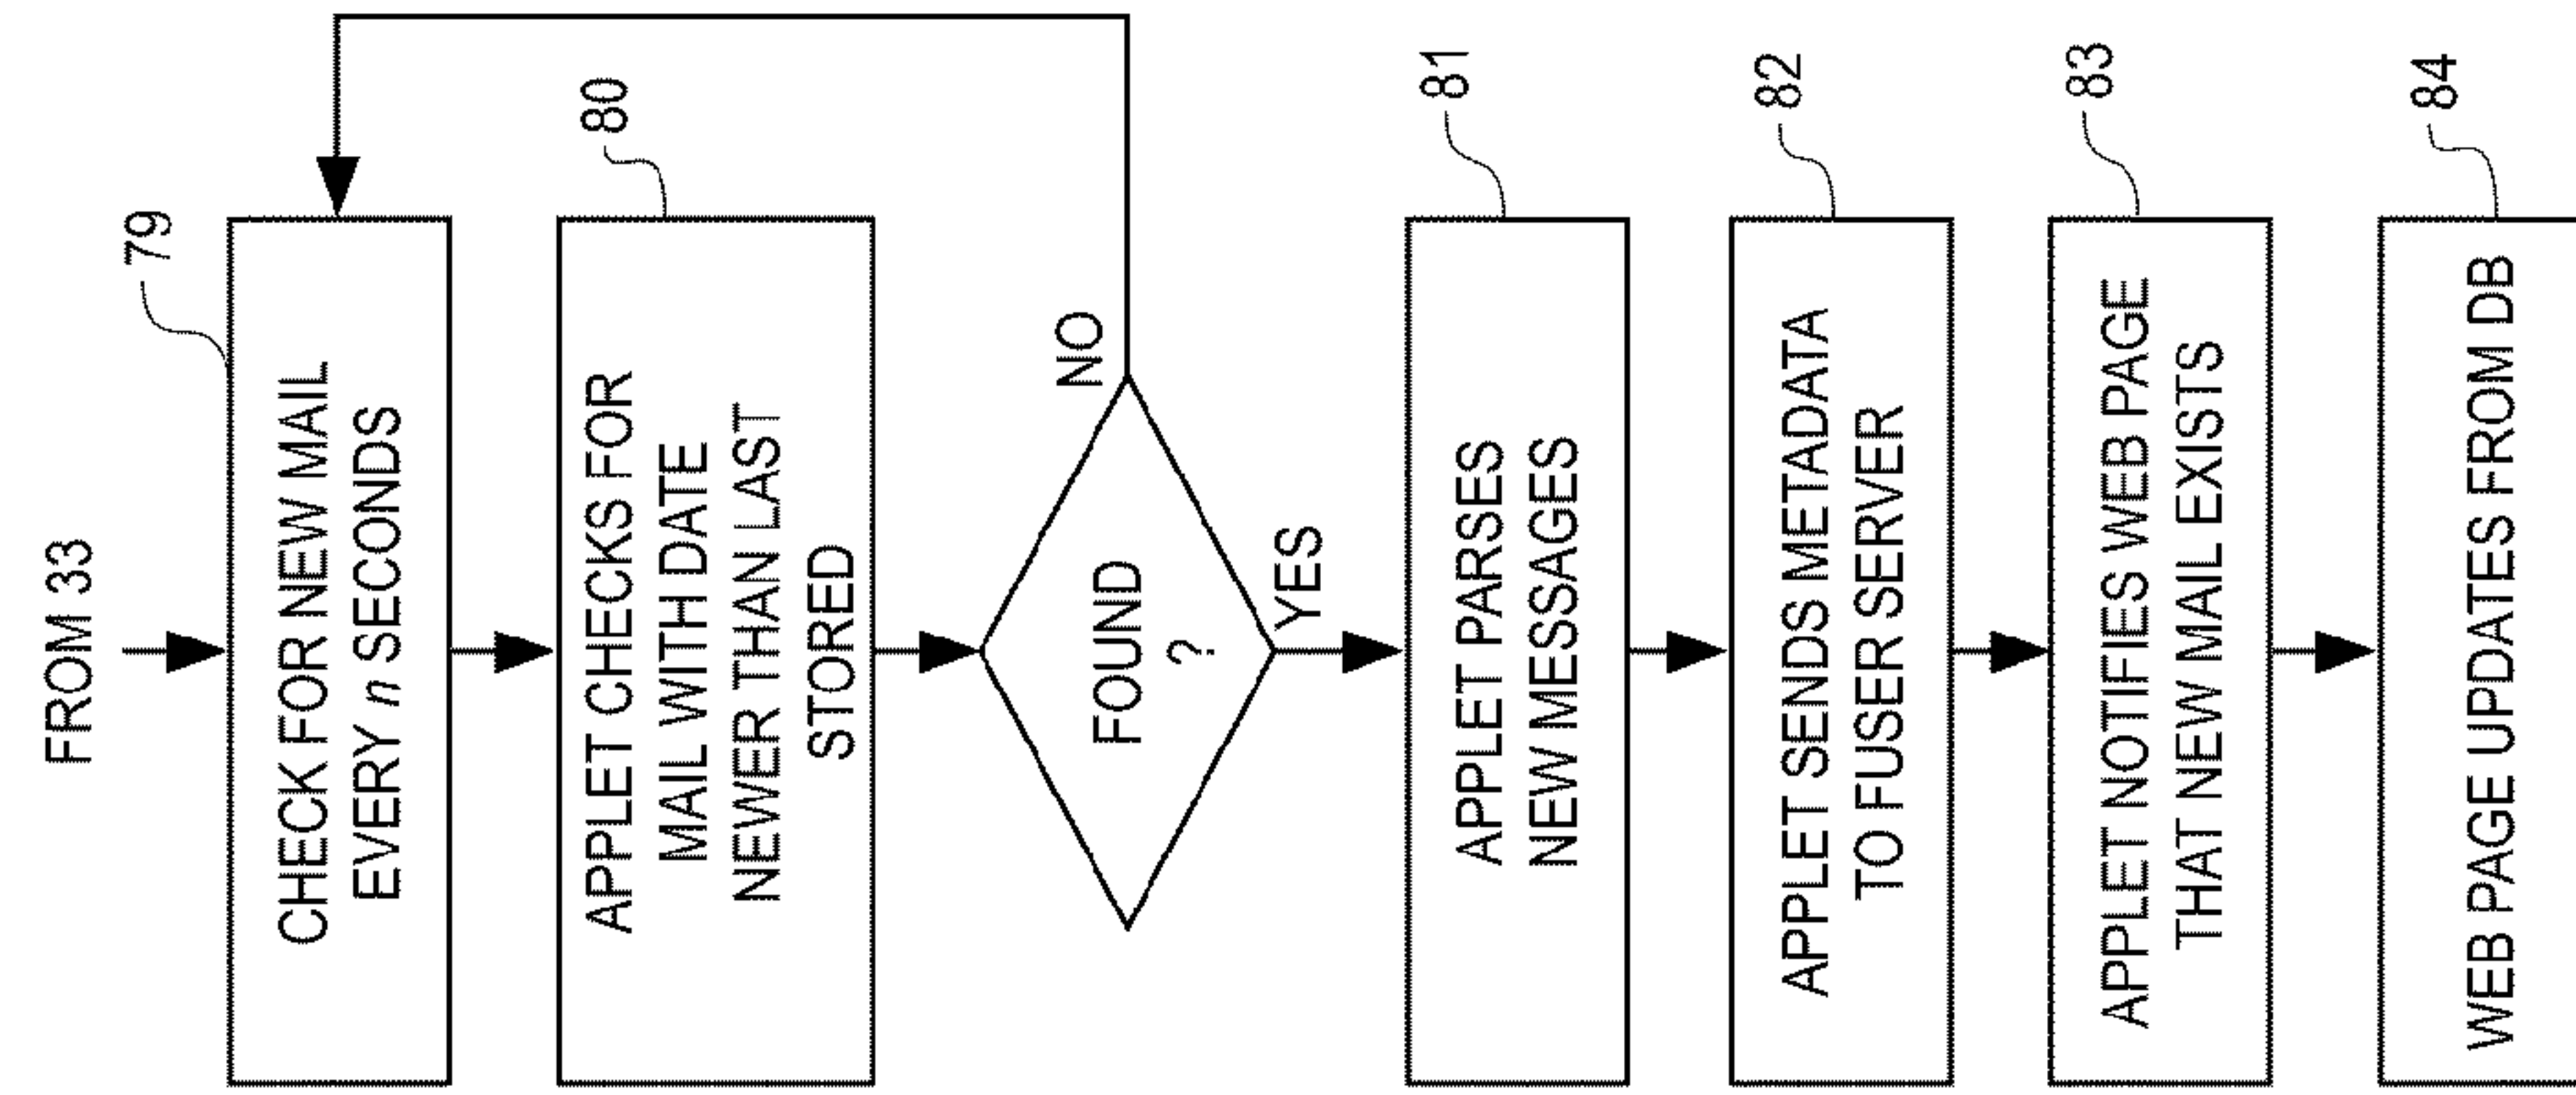 FROM 33
79
CHECK FOR NEW MAIL
EVERY n SECONDS
80
APPLET CHECKS FOR
MAIL WITH DATE
NEWER THAN LAST
STORED
FOUND
?
NO
YES
81
APPLET PARSES
NEW MESSAGES
82
APPLET SENDS METADATA
TO FUSER SERVER
83
APPLET NOTIFIES WEB PAGE
THAT NEW MAIL EXISTS
84
WEB PAGE UPDATES FROM DB